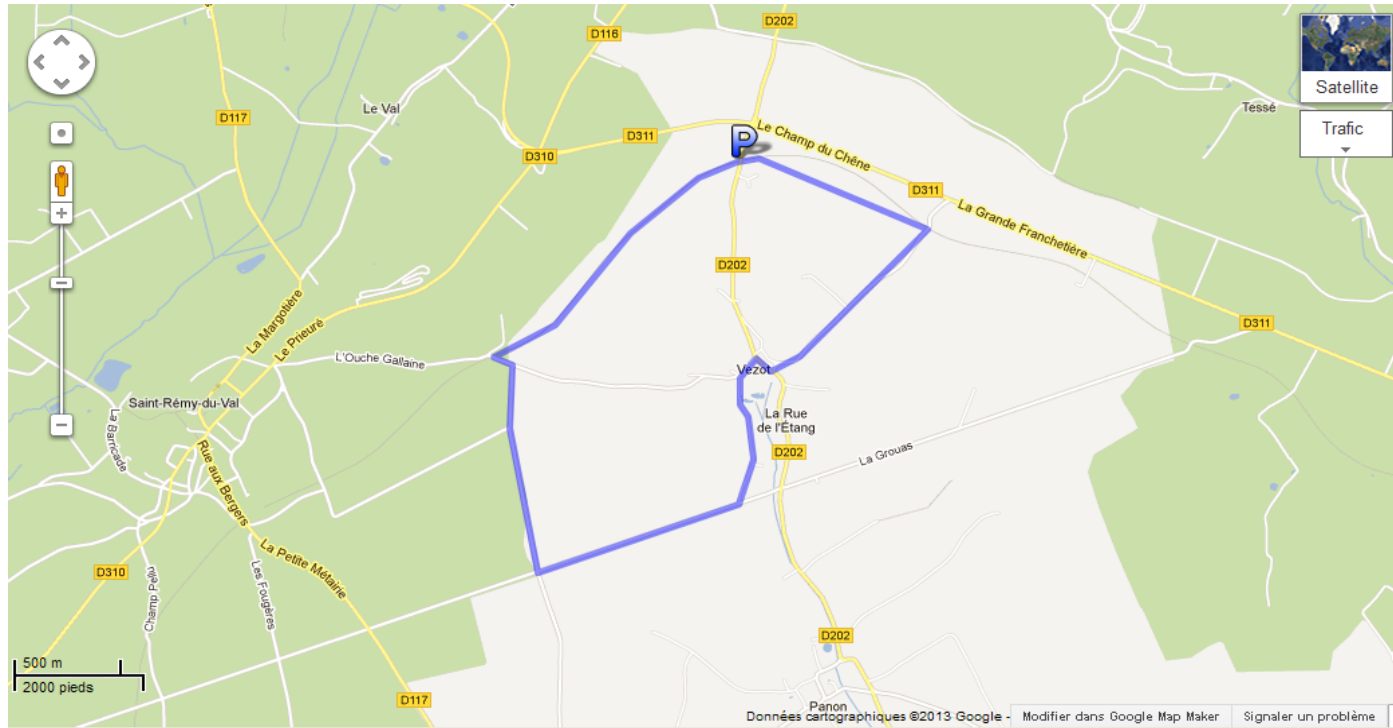 D202
D116
Satellite
Le Val
Tessé
D117
Trafic
D311
Le Champ du Chêne
P
D310
D311
La Grande Franchetière
D202
La Margotière
Le Prieuré
D311
L'Ouche Gallaine
Vezot
Saint-Rémy-du-Val
La Barricade
La Rue
de l'Étang
Rue aux Bergers
D202
La Grouas
La Petite Métairie
D310
Champ Pelln
Les Fougères
D202
500 m
2000 pieds
D117
Panon
Données cartographiques ©2013 Google -
Modifier dans Google Map Maker
Signaler un problème